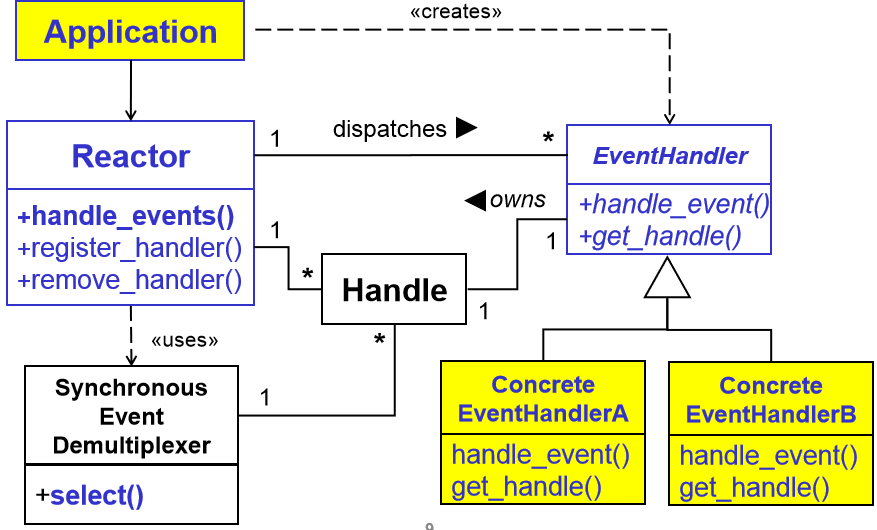 «creates»
Application
Reactor
+handle_events()
+register_handler()
+remove_handler()
1
dispatches ▶
*
EventHandler
+handle_event()
+get_handle()
◀ owns
1
1
*
Handle
1
«uses»
*
Synchronous
Event
Demultiplexer
+select()
1
Concrete
EventHandlerA
handle_event()
get_handle()
Concrete
EventHandlerB
handle_event()
get_handle()